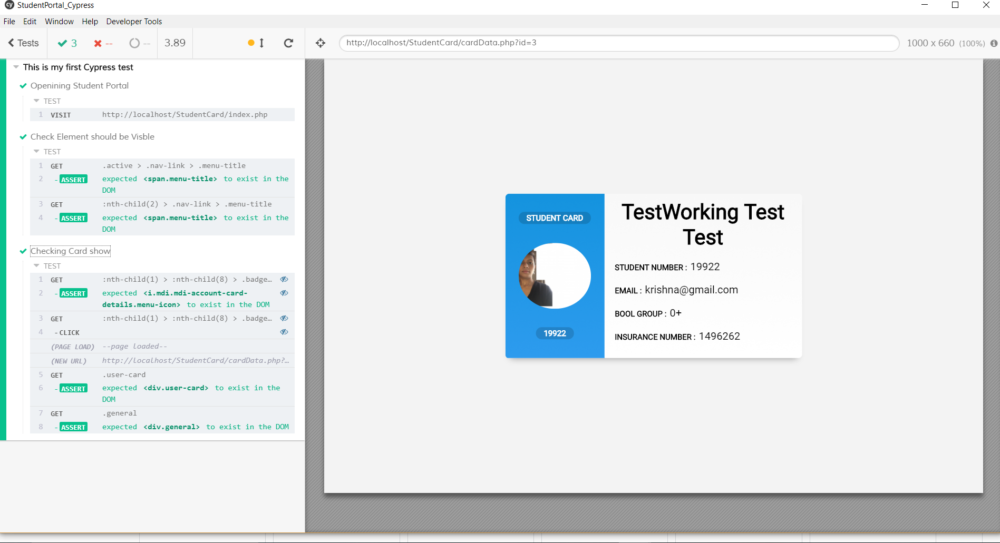 StudentPortal_Cypress
File Edit Window Help Developer Tools
Tests 3 -- -- 3.89
http://localhost/StudentCard/cardData.php?id=3 1000 x 660 (100%)
This is my first Cypress test
Openining Student Portal
TEST
1 VISIT http://localhost/StudentCard/index.php
Check Element should be Visble
TEST
1 GET .active > .nav-link > .menu-title
2 -ASSERT expected <span.menu-title> to exist in the
DOM
3 GET :nth-child(2) > .nav-link > .menu-title
4 -ASSERT expected <span.menu-title> to exist in the
DOM
Checking Card show
TEST
1 GET :nth-child(1) > :nth-child(8) > .badge…
2 -ASSERT expected <i.mdi.mdi-account-card-
details.menu-icon> to exist in the DOM
3 GET :nth-child(1) > :nth-child(8) > .badge…
4 -CLICK
(PAGE LOAD) --page loaded--
(NEW URL) http://localhost/StudentCard/cardData.php?…
5 GET .user-card
6 -ASSERT expected <div.user-card> to exist in the
DOM
7 GET .general
8 -ASSERT expected <div.general> to exist in the DOM
STUDENT CARD
19922
TestWorking Test
Test
STUDENT NUMBER : 19922
EMAIL : krishna@gmail.com
BOOL GROUP : 0+
INSURANCE NUMBER : 1496262